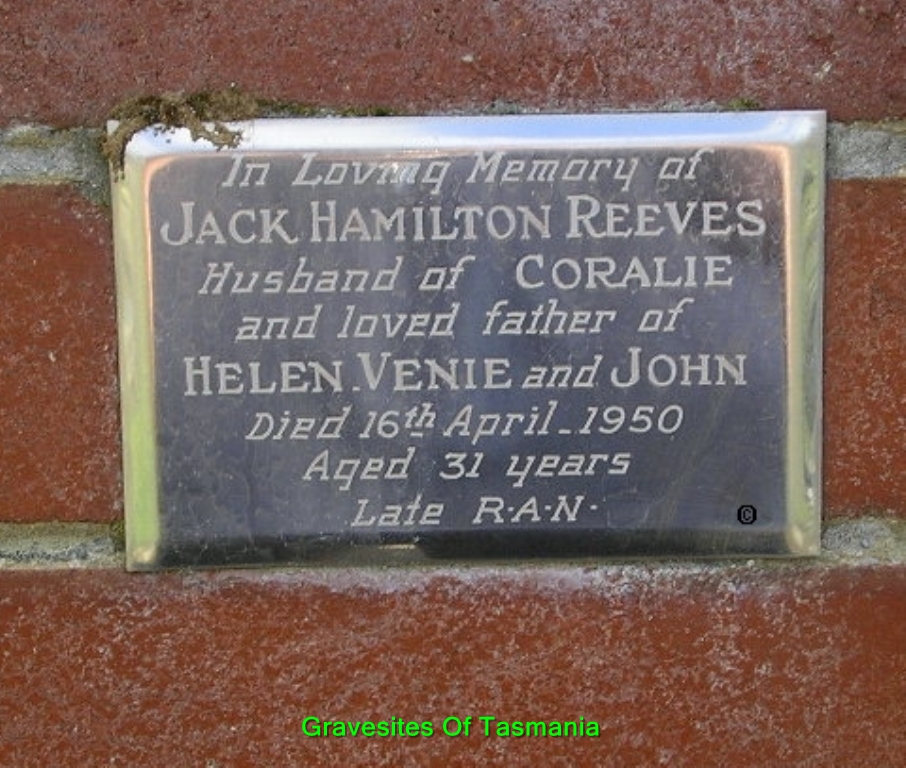 In Loving Memory of
JACK HAMILTON REEVES
Husband of CORALIE
and loved father of
HELEN. VENIE and JOHN
Died 16th April-1950
Aged 31 years
Late R.A.N.
©
Gravesites Of Tasmania